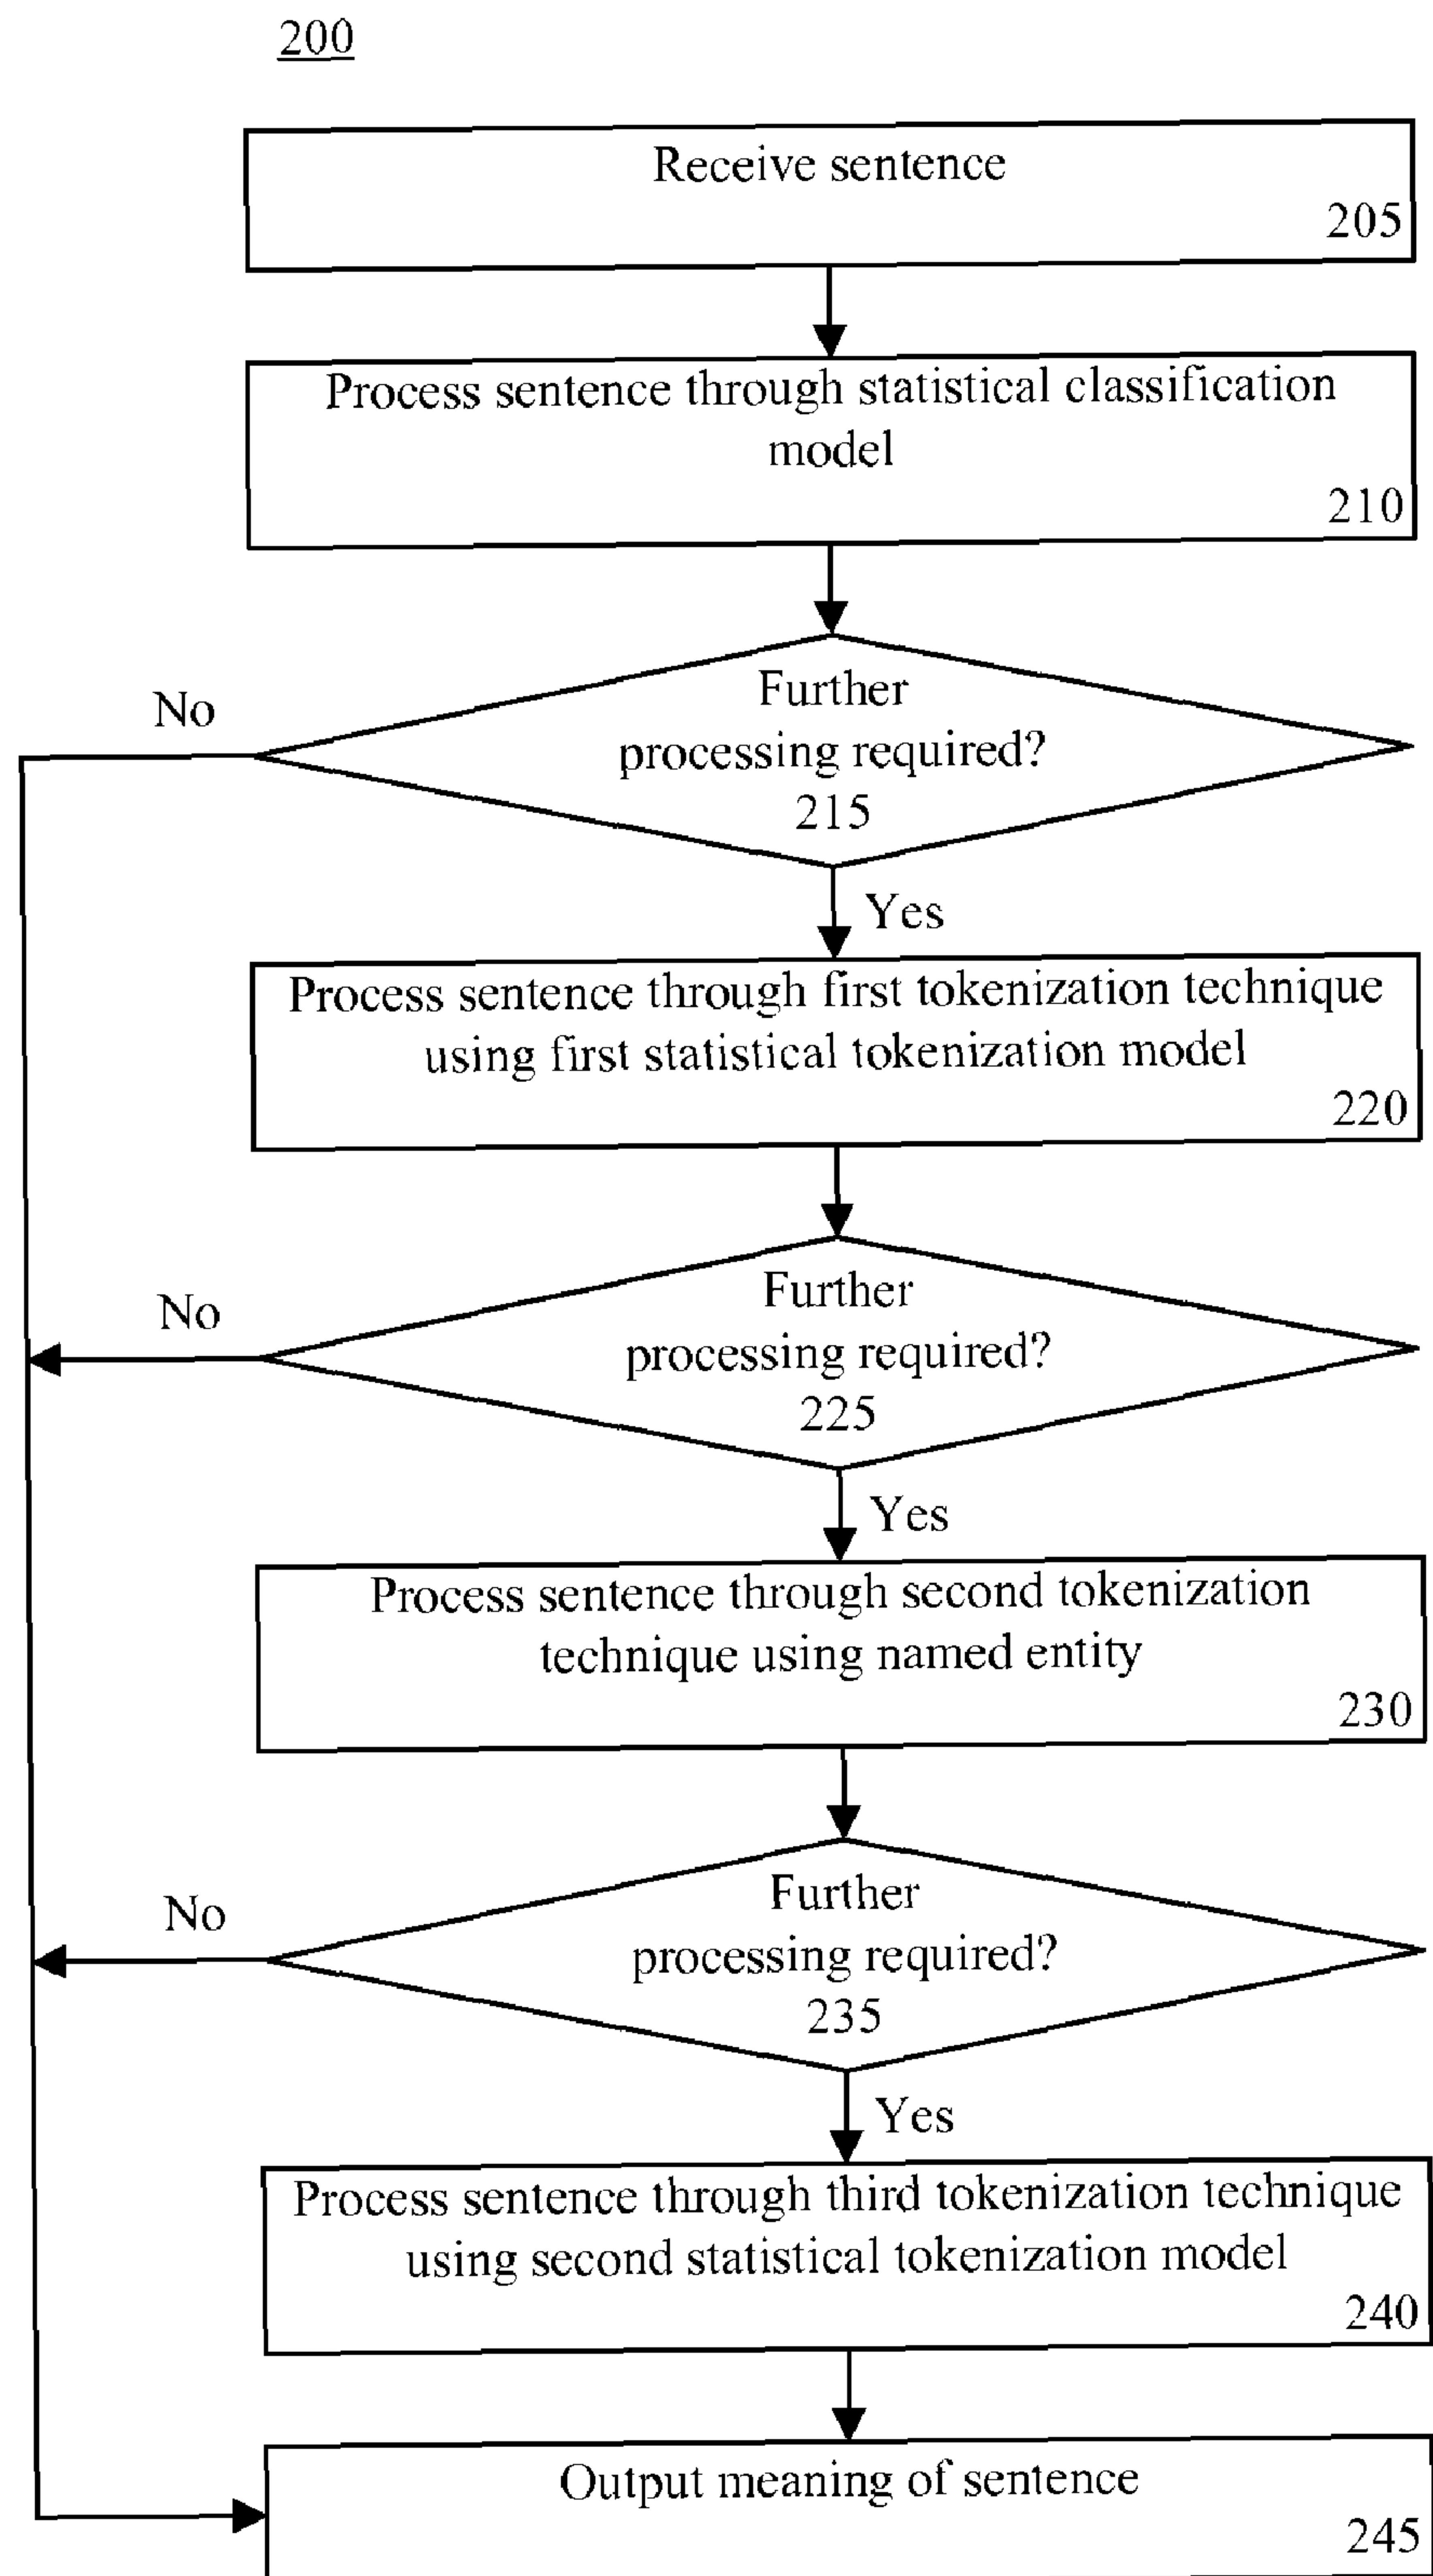 200
Receive sentence
205
Process sentence through statistical classification
model
210
Further
processing required?
215
No
Yes
Process sentence through first tokenization technique
using first statistical tokenization model
220
Further
processing required?
225
No
Yes
Process sentence through second tokenization
technique using named entity
230
Further
processing required?
235
No
Yes
Process sentence through third tokenization technique
using second statistical tokenization model
240
Output meaning of sentence
245